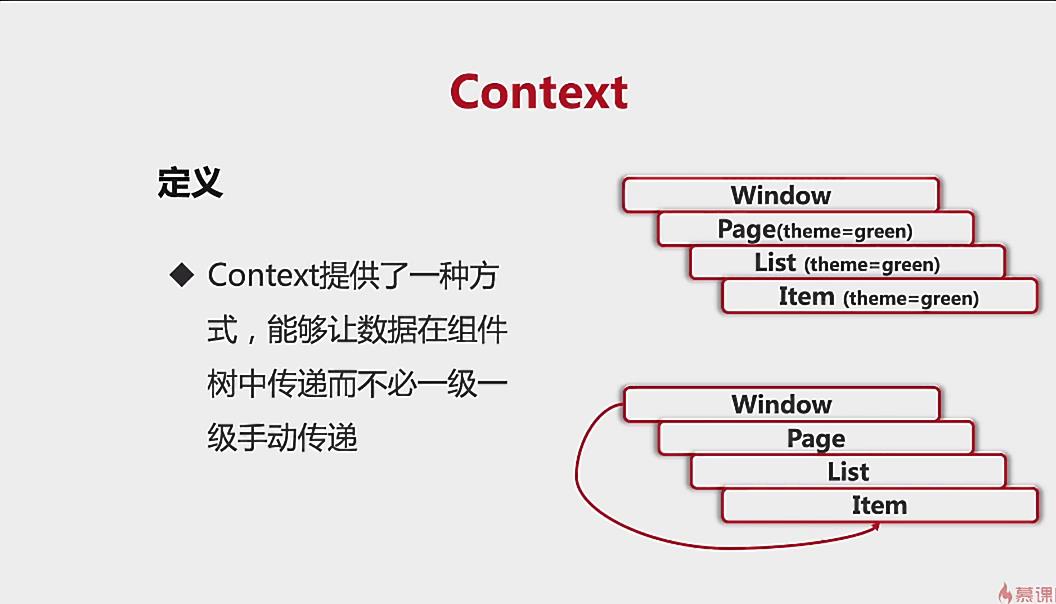 Context
定义
◆ Context提供了一种方
式，能够让数据在组件
树中传递而不必一级一
级手动传递
Window
Page(theme=green)
List (theme=green)
Item (theme=green)
Window
Page
List
Item
慕课